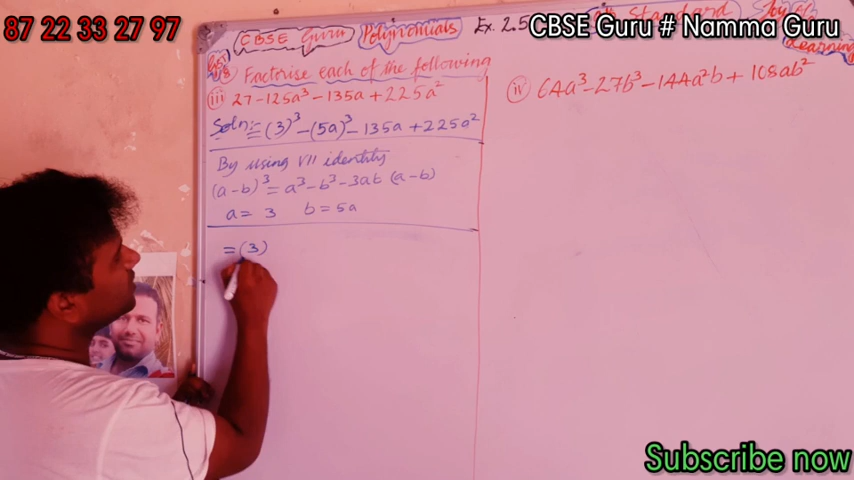 87 22 33 27 97
CBSE Guru # Namma Guru
CBSE Guru Polynomials Ex. 2.5
Standard Joy of Learning
Factorise each of the following
iii) 27-125a³-135a+225a²
Soln:- =(3)³-(5a)³-135a+225a²
By using VII identity
(a-b)³ = a³-b³-3ab (a-b)
a = 3 b = 5a
= (3)
iv) 64a³-27b³-144a²b+108ab²
Subscribe now